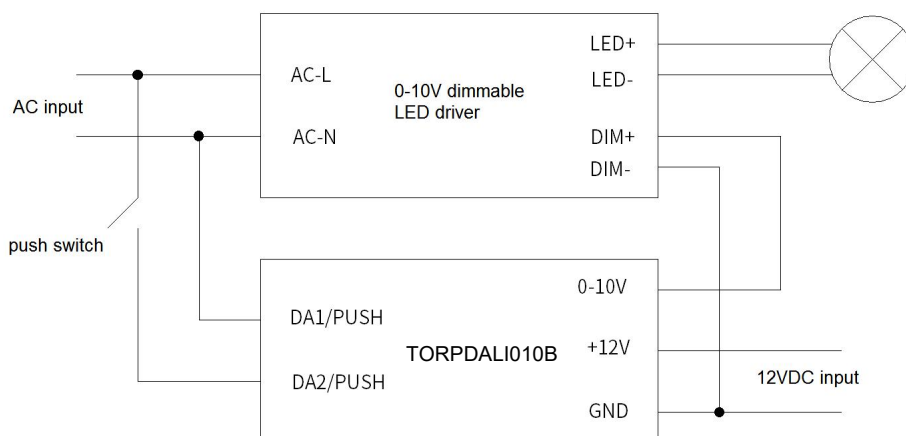 LED+
AC-L
0-10V dimmable
LED driver
LED-
AC input
AC-N
DIM+
DIM-
push switch
0-10V
DA1/PUSH
TORPDALI010B
+12V
DA2/PUSH
12VDC input
GND